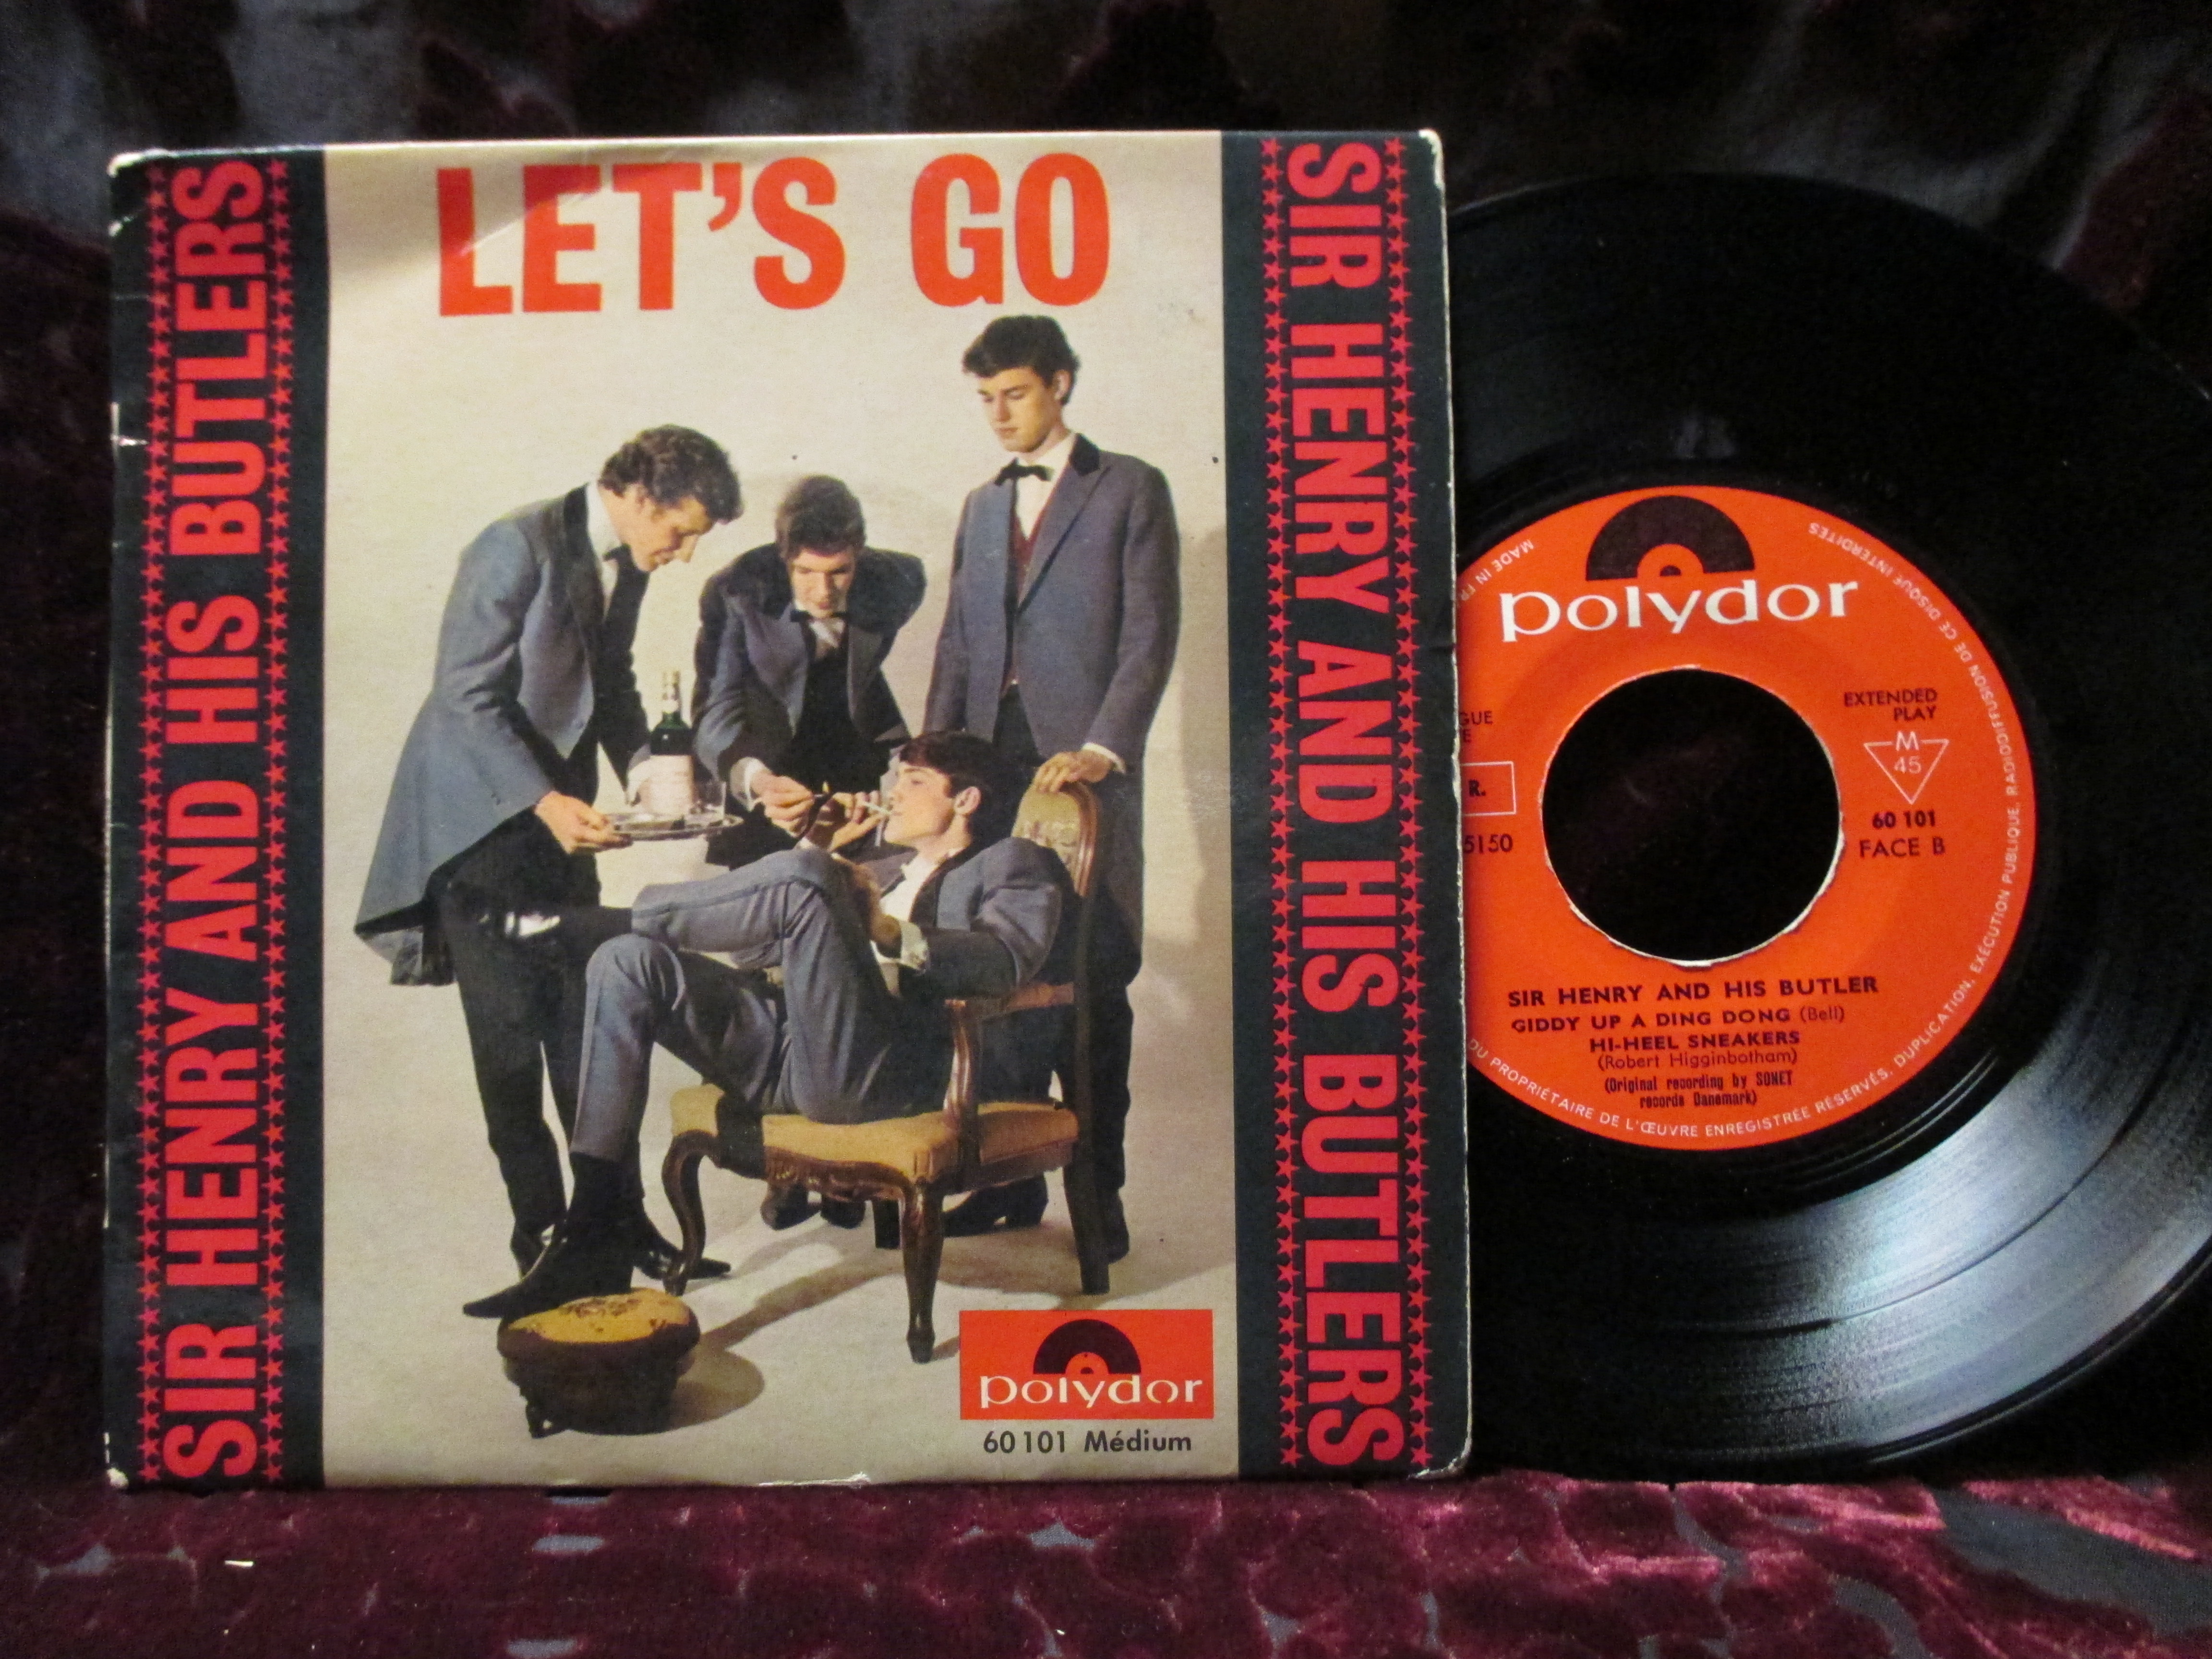 LET'S GO
SIR HENRY AND HIS BUTLERS
SIR HENRY AND HIS BUTLERS
polydor
60 101 Médium
polydor
EXTENDED
PLAY
M
45
60 101
FACE B
R.
5150
SIR HENRY AND HIS BUTLER
GIDDY UP A DING DONG (Bell)
HI-HEEL SNEAKERS
(Robert Higginbotham)
(Original recording by SONET
records Danemark)
MADE IN FR
DU PROPRIÉTAIRE DE L'ŒUVRE ENREGISTRÉE RÉSERVÉS. DUPLICATION, EXÉCUTION PUBLIQUE, RADIODIFFUSION DE CE DISQUE INTERDITES